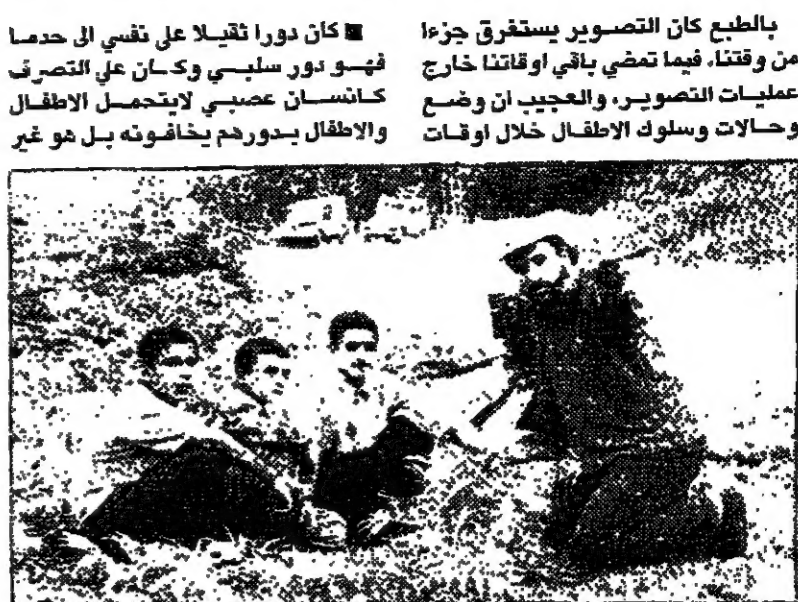 بالطبع كان التصوير يستغرق جزءا
من وقتنا، فيما تمضي باقي اوقاتنا خارج
عمليات التصوير، والعجيب ان وضع
وحالات وسلوك الاطفال خلال اوقات
كان دورا ثقيلا على نفسي الى حدما
فهو دور سلبي وكان علي التصرف
كانسان عصبي لايتحمل الاطفال
والاطفال بدورهم يخافونه بل هو غير